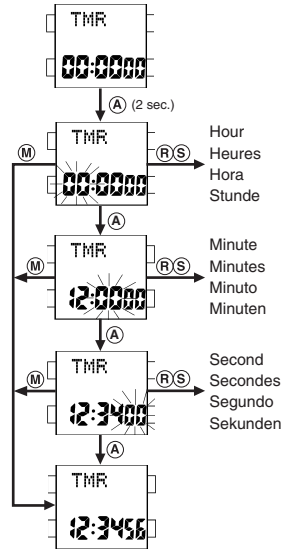 TMR
00:0000
A (2 sec.)
TMR
M
R S
00:0000
Hour
Heures
Hora
Stunde
A
TMR
M
R S
12:0000
Minute
Minutes
Minuto
Minuten
A
TMR
M
R S
12:3400
Second
Secondes
Segundo
Sekunden
A
TMR
12:3456